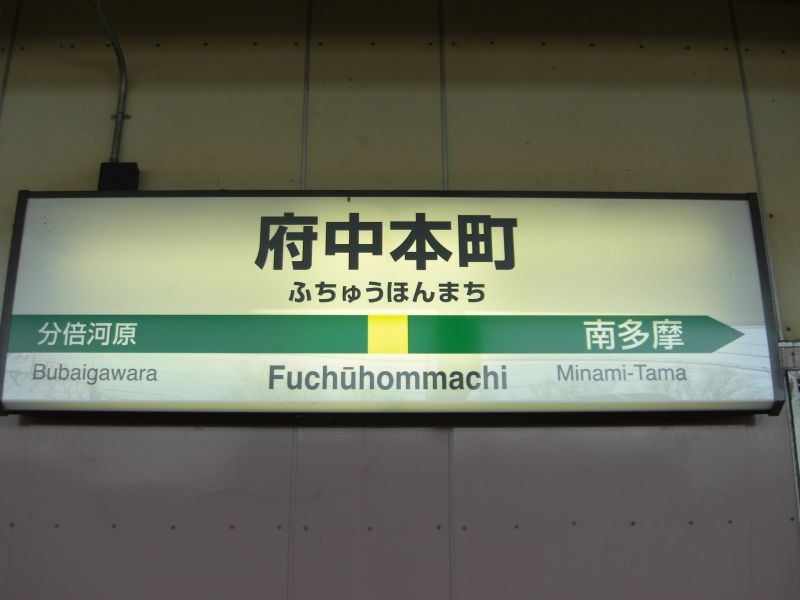 府中本町
ふちゅうほんまち
分倍河原 南多摩
Bubaigawara Fuchūhommachi Minami-Tama